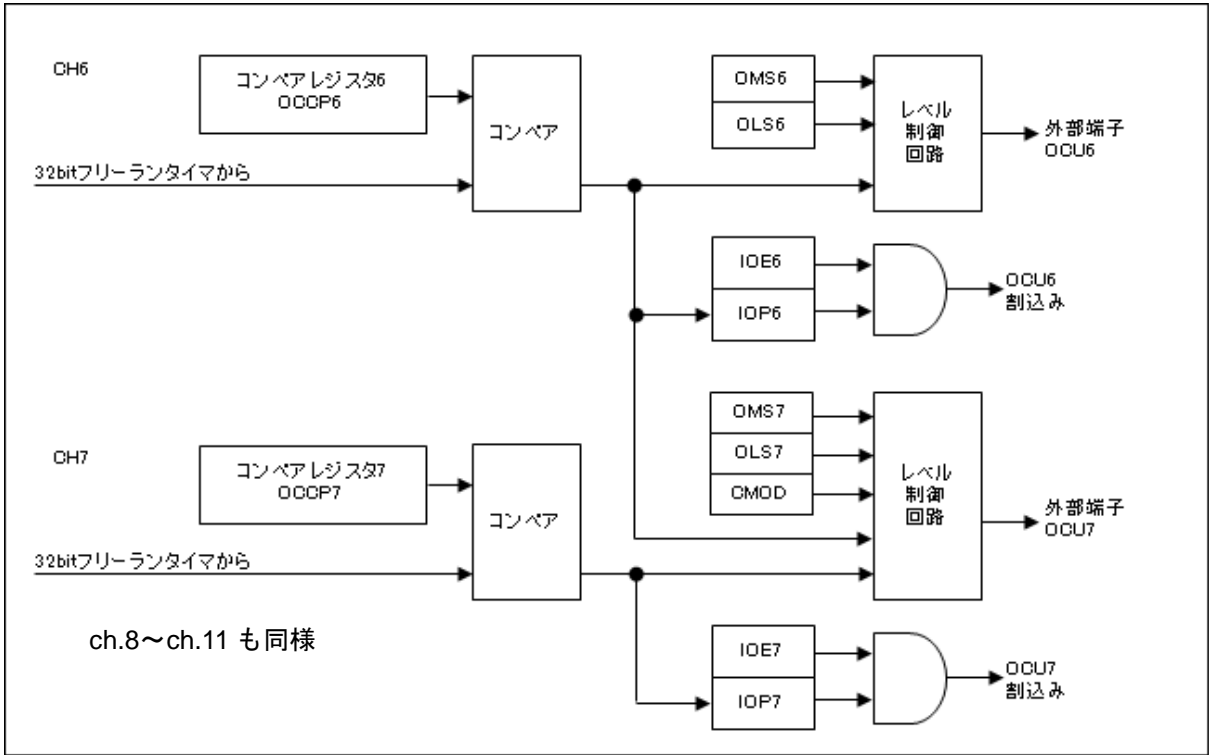 CH6
コンペアレジスタ6
OCCP6
32bitフリーランタイマから
コンペア
OMS6
OLS6
レベル
制御
回路
外部端子
OCU6
IOE6
IOP6
OCU6
割込み
CH7
コンペアレジスタ7
OCCP7
32bitフリーランタイマから
コンペア
OMS7
OLS7
CMOD
レベル
制御
回路
外部端子
OCU7
IOE7
IOP7
OCU7
割込み
ch.8～ch.11 も同様